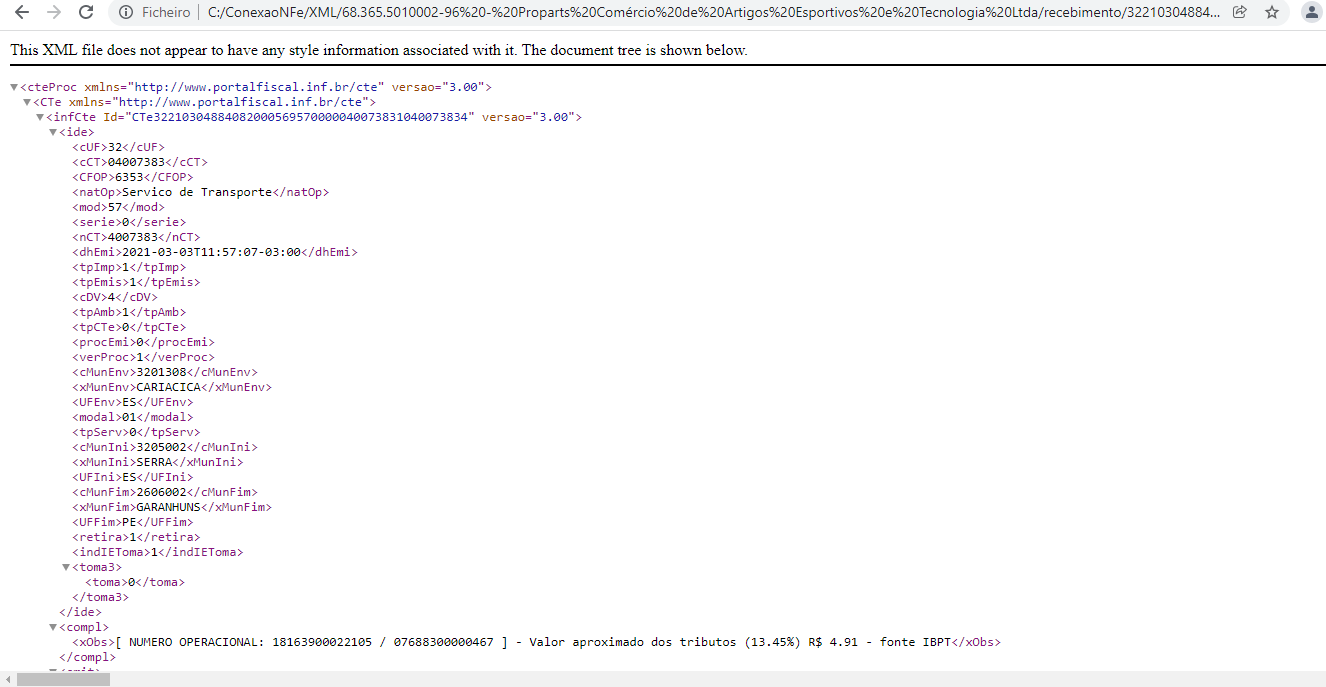 Ficheiro C:/ConexaoNFe/XML/68.365.5010002-96%20-%20Proparts%20Comércio%20de%20Artigos%20Esportivos%20e%20Tecnologia%20Ltda/recebimento/32210304884...
This XML file does not appear to have any style information associated with it. The document tree is shown below.
▼<cteProc xmlns="http://www.portalfiscal.inf.br/cte" versao="3.00">
▼<CTe xmlns="http://www.portalfiscal.inf.br/cte">
▼<infCte Id="CTe32210304884082000569570000040073831040073834" versao="3.00">
▼<ide>
<cUF>32</cUF>
<cCT>04007383</cCT>
<CFOP>6353</CFOP>
<natOp>Servico de Transporte</natOp>
<mod>57</mod>
<serie>0</serie>
<nCT>4007383</nCT>
<dhEmi>2021-03-03T11:57:07-03:00</dhEmi>
<tpImp>1</tpImp>
<tpEmis>1</tpEmis>
<cDV>4</cDV>
<tpAmb>1</tpAmb>
<tpCTe>0</tpCTe>
<procEmi>0</procEmi>
<verProc>1</verProc>
<cMunEnv>3201308</cMunEnv>
<xMunEnv>CARIACICA</xMunEnv>
<UFEnv>ES</UFEnv>
<modal>01</modal>
<tpServ>0</tpServ>
<cMunIni>3205002</cMunIni>
<xMunIni>SERRA</xMunIni>
<UFIni>ES</UFIni>
<cMunFim>2606002</cMunFim>
<xMunFim>GARANHUNS</xMunFim>
<UFFim>PE</UFFim>
<retira>1</retira>
<indIEToma>1</indIEToma>
▼<toma3>
<toma>0</toma>
</toma3>
</ide>
▼<compl>
<xObs>[ NUMERO OPERACIONAL: 18163900022105 / 07688300000467 ] - Valor aproximado dos tributos (13.45%) R$ 4.91 - fonte IBPT</xObs>
</compl>